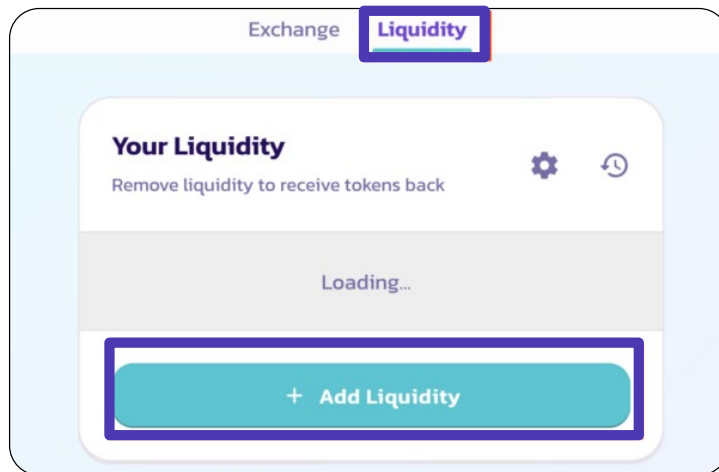 Exchange Liquidity
Your Liquidity
Remove liquidity to receive tokens back
Loading...
+ Add Liquidity